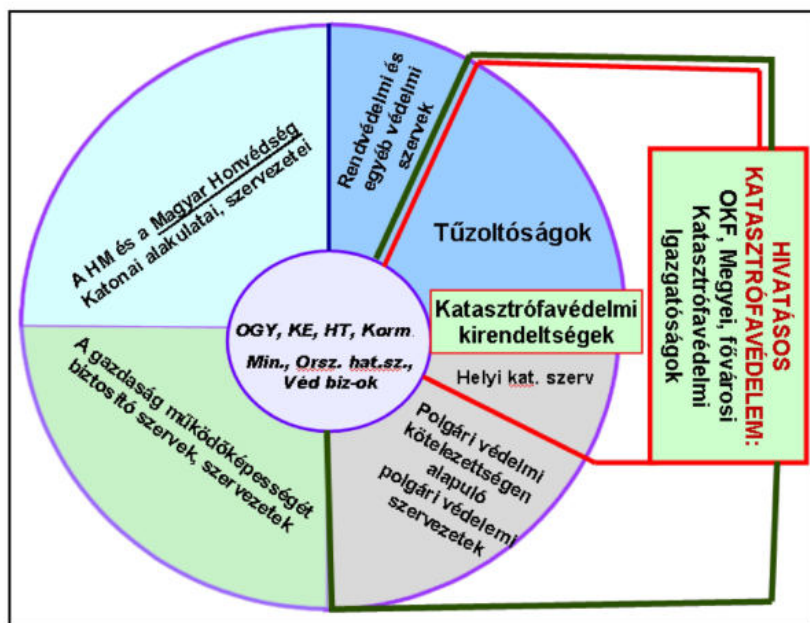 A HM és a Magyar Honvédség
Katonai alakulatai, szervezetei
Rendvédelmi és
egyéb védelmi
szervek
Tűzoltóságok
Katasztrófavédelmi
kirendeltségek
Helyi kat. szerv
Polgári védelmi
kötelezettségen
alapuló
polgári védelemi
szervezetek
A gazdaság működőképességét
biztosító szervek, szervezetek
OGY, KE, HT, Korm.
Min., Orsz. hat.sz.,
Véd biz-ok
HIVATÁSOS
KATASZTRÓFAVÉDELEM:
OKF, Megyei, fővárosi
Katasztrófavédelmi
Igazgatóságok